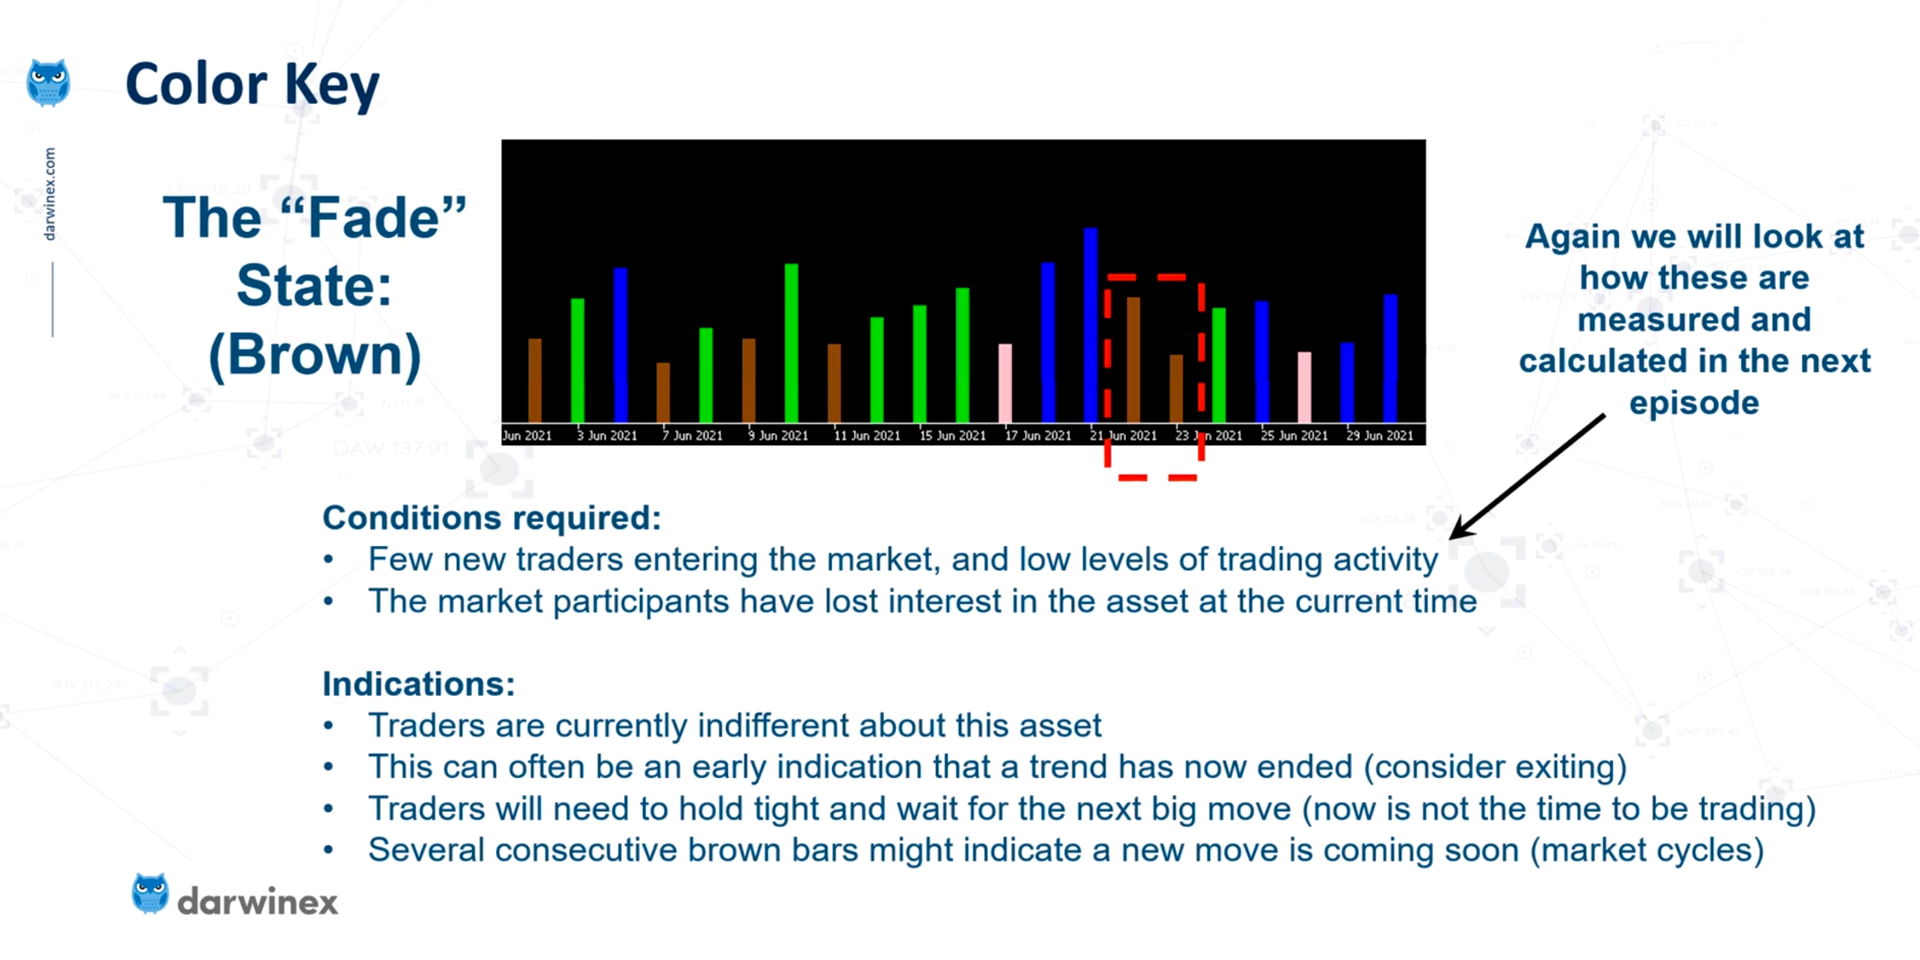 Color Key
darwinex.com
The “Fade”
State:
(Brown)
Jun 2021
3 Jun 2021
7 Jun 2021
9 Jun 2021
11 Jun 2021
15 Jun 2021
17 Jun 2021
21 Jun 2021
23 Jun 2021
25 Jun 2021
29 Jun 2021
Again we will look at
how these are
measured and
calculated in the next
episode
DAW 137.91
Conditions required:
• Few new traders entering the market, and low levels of trading activity
• The market participants have lost interest in the asset at the current time
Indications:
• Traders are currently indifferent about this asset
• This can often be an early indication that a trend has now ended (consider exiting)
• Traders will need to hold tight and wait for the next big move (now is not the time to be trading)
• Several consecutive brown bars might indicate a new move is coming soon (market cycles)
darwinex